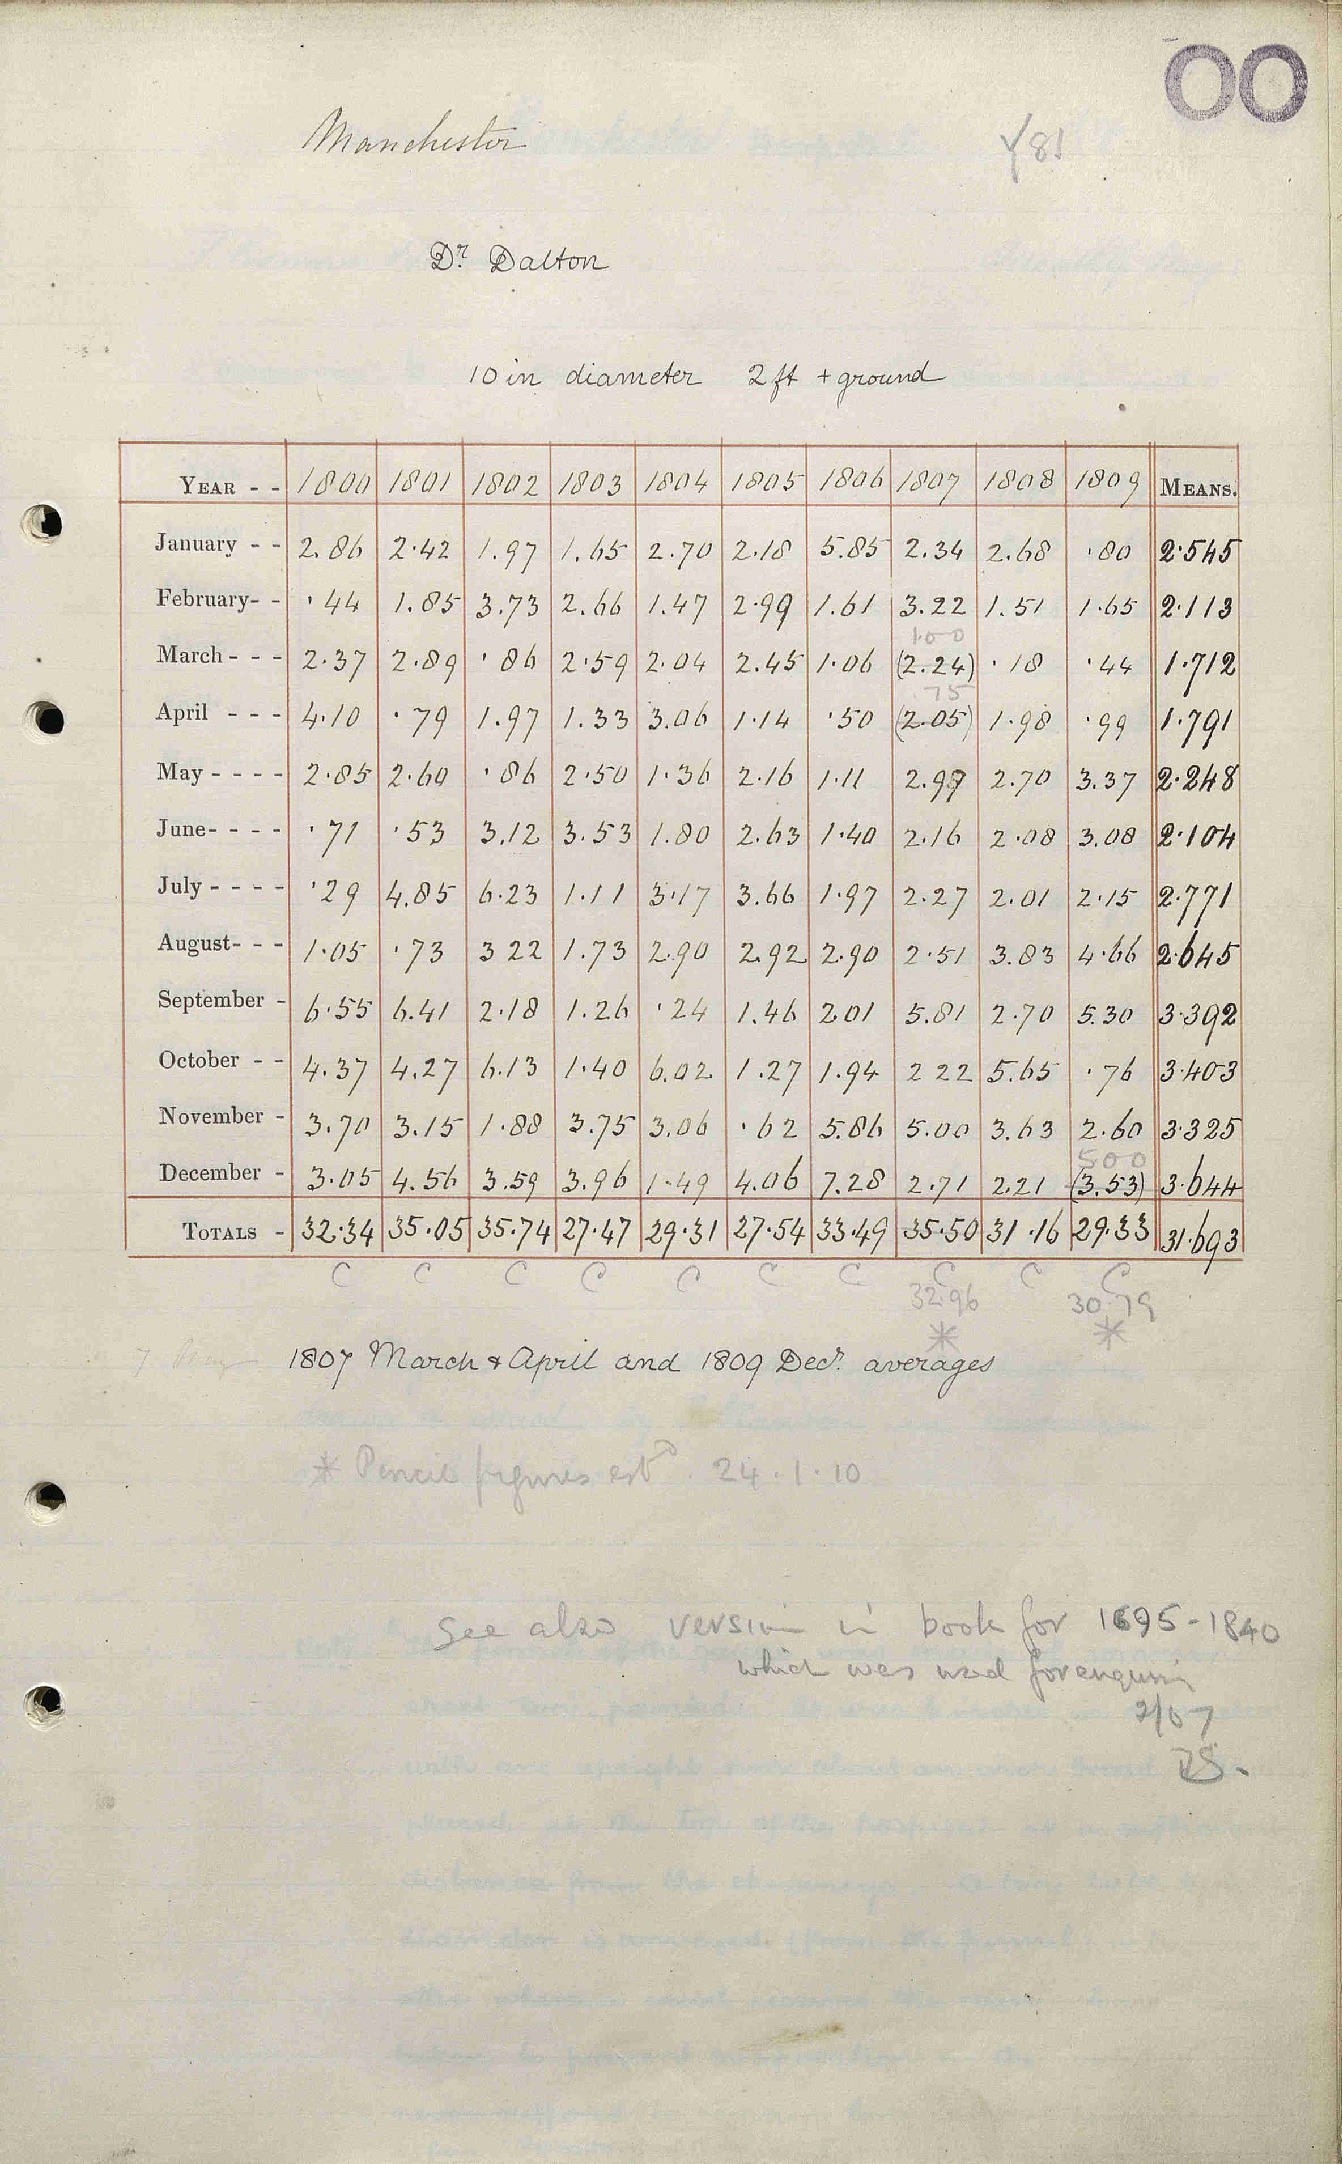 00
Manchester
Y81
Dr. Dalton
10 in diameter 2 ft + ground
YEAR - - 1800 1801 1802 1803 1804 1805 1806 1807 1808 1809 MEANS.
January - - 2.86 2.42 1.97 1.65 2.70 2.18 5.85 2.34 2.68 .80 2.545
February- - .44 1.85 3.73 2.66 1.47 2.99 1.61 3.22 1.51 1.65 2.113
1.00
March - - - 2.37 2.89 .86 2.59 2.04 2.45 1.06 (2.24) .18 .44 1.712
.75
April - - - 4.10 .79 1.97 1.33 3.06 1.14 .50 (2.05) 1.98 .99 1.791
May - - - - 2.85 2.60 .86 2.50 1.36 2.16 1.11 2.97 2.70 3.37 2.248
June- - - - .71 .53 3.12 3.53 1.80 2.63 1.40 2.16 2.08 3.08 2.104
July - - - - .29 4.85 6.23 1.11 3.17 3.66 1.97 2.27 2.01 2.15 2.771
August- - - 1.05 .73 3 22 1.73 2.90 2.92 2.90 2.51 3.83 4.66 2.645
September - 6.55 6.41 2.18 1.26 .24 1.46 2.01 5.81 2.70 5.30 3.392
October - - 4.37 4.27 6.13 1.40 6.02 1.27 1.94 2 22 5.65 .76 3.403
November - 3.70 3.15 1.88 3.75 3.06 .62 5.86 5.00 3.63 2.60 3.325
500
December - 3.05 4.56 3.59 3.96 1.49 4.06 7.28 2.71 2.21 (3.53) 3.644
TOTALS - 32.34 35.05 35.74 27.47 29.31 27.54 33.49 35.50 31.16 29.33 31.693
C C C C C C C C C C
32.96 30.79
* *
1807 March & April and 1809 Decr. averages
* Pencil figures estd. 24.1.10
See also version in book for 1695-1840
which was used for enquiry
2/07